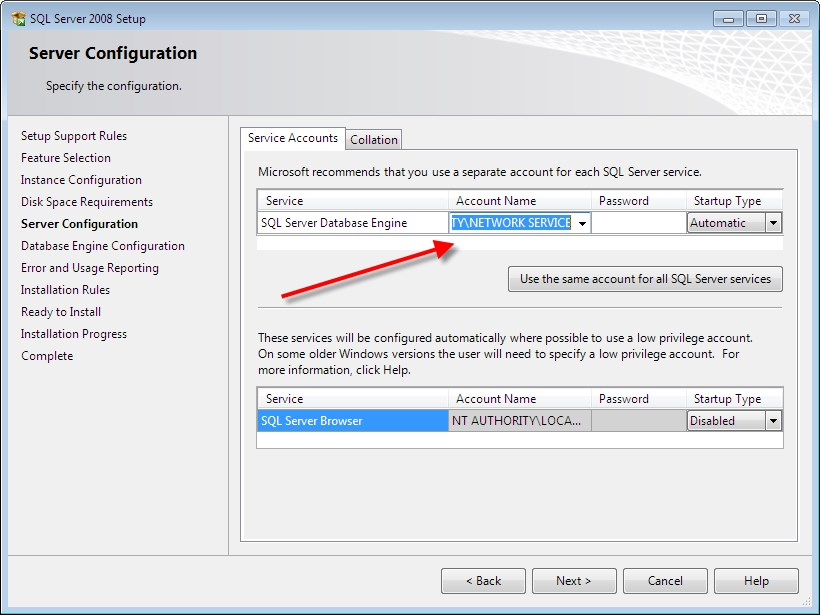 SQL Server 2008 Setup
Server Configuration
Specify the configuration.
Setup Support Rules
Feature Selection
Instance Configuration
Disk Space Requirements
Server Configuration
Database Engine Configuration
Error and Usage Reporting
Installation Rules
Ready to Install
Installation Progress
Complete
Service Accounts Collation
Microsoft recommends that you use a separate account for each SQL Server service.
Service Account Name Password Startup Type
SQL Server Database Engine TY\NETWORK SERVICE Automatic
Use the same account for all SQL Server services
These services will be configured automatically where possible to use a low privilege account.
On some older Windows versions the user will need to specify a low privilege account. For
more information, click Help.
Service Account Name Password Startup Type
SQL Server Browser NT AUTHORITY\LOCA... Disabled
< Back Next > Cancel Help